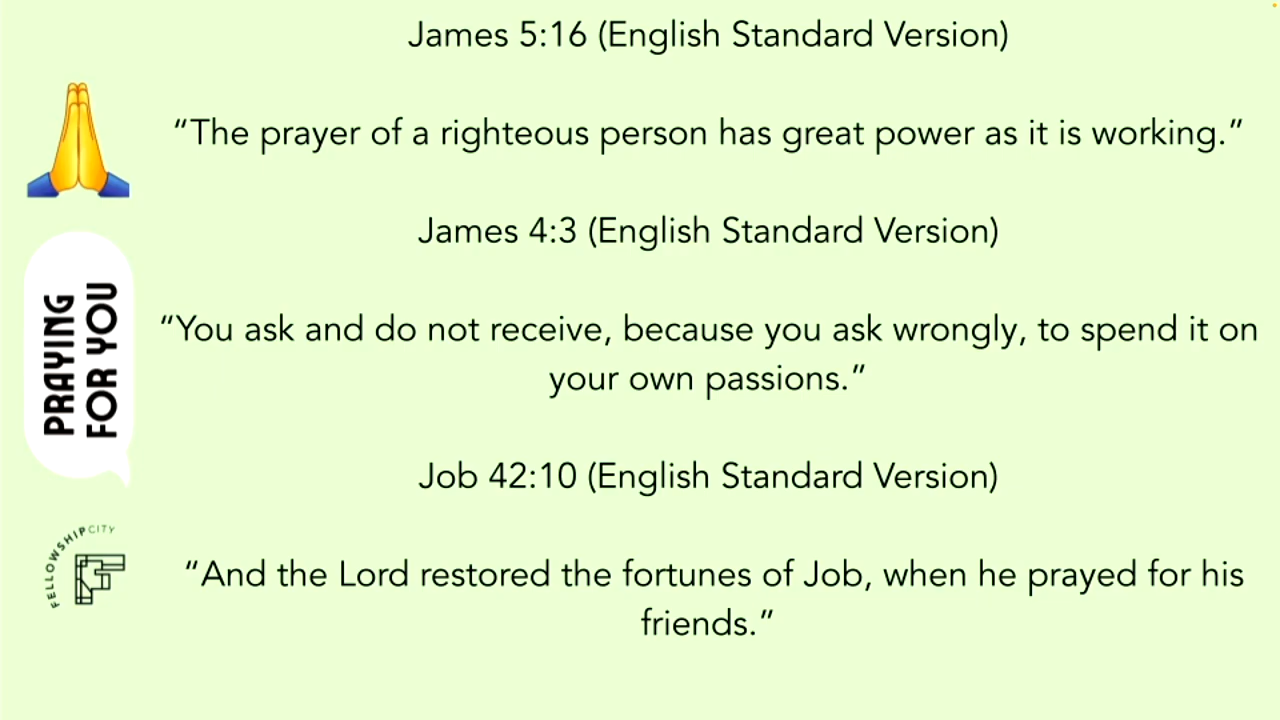 James 5:16 (English Standard Version)
“The prayer of a righteous person has great power as it is working.”
James 4:3 (English Standard Version)
“You ask and do not receive, because you ask wrongly, to spend it on
your own passions.”
Job 42:10 (English Standard Version)
“And the Lord restored the fortunes of Job, when he prayed for his
friends.”
PRAYING
FOR YOU
FELLOWSHIPCITY